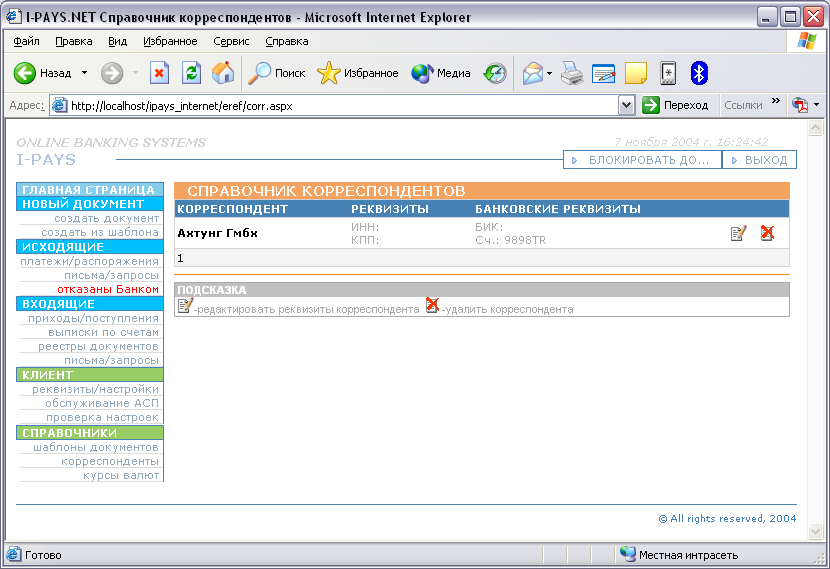 I-PAYS.NET Справочник корреспондентов - Microsoft Internet Explorer
Файл Правка Вид Избранное Сервис Справка
Назад Поиск Избранное Медиа
Адрес: http://localhost/ipays_internet/eref/corr.aspx Переход Ссылки »
ONLINE BANKING SYSTEMS
7 ноября 2004 г. 16:24:42
I-PAYS
БЛОКИРОВАТЬ ДО... ВЫХОД
ГЛАВНАЯ СТРАНИЦА
НОВЫЙ ДОКУМЕНТ
создать документ
создать из шаблона
ИСХОДЯЩИЕ
платежи/распоряжения
письма/запросы
отказаны Банком
ВХОДЯЩИЕ
приходы/поступления
выписки по счетам
реестры документов
письма/запросы
КЛИЕНТ
реквизиты/настройки
обслуживание АСП
проверка настроек
СПРАВОЧНИКИ
шаблоны документов
корреспонденты
курсы валют
СПРАВОЧНИК КОРРЕСПОНДЕНТОВ
КОРРЕСПОНДЕНТ РЕКВИЗИТЫ БАНКОВСКИЕ РЕКВИЗИТЫ
Ахтунг Гмбх
ИНН:
КПП:
БИК:
Сч.: 9898TR
1
ПОДСКАЗКА
-редактировать реквизиты корреспондента -удалить корреспондента
© All rights reserved, 2004
Готово Местная интрасеть